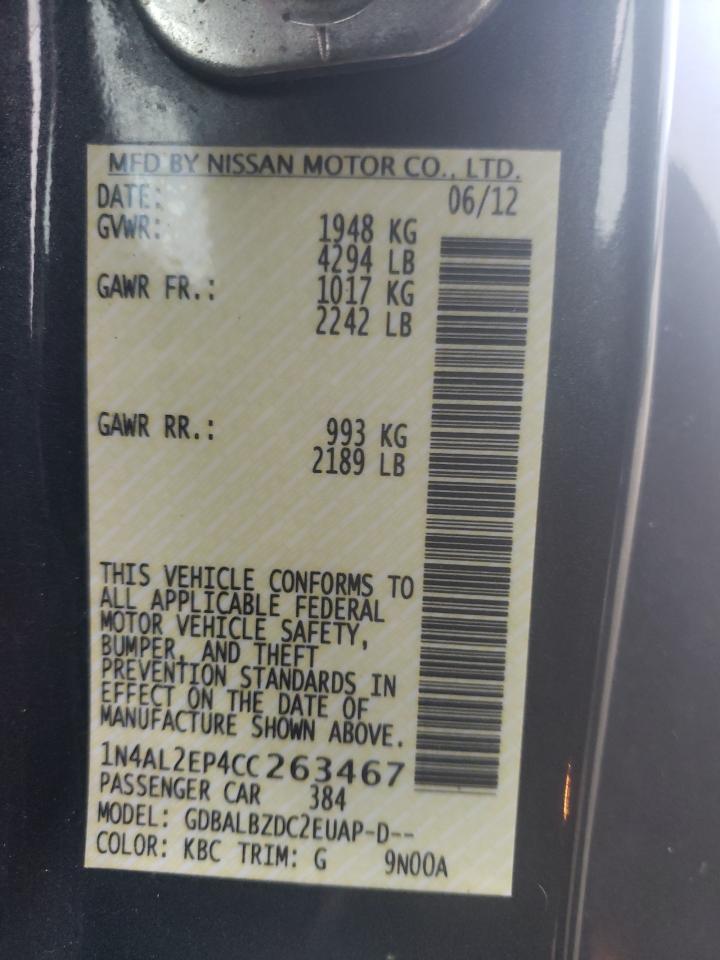 MFD BY NISSAN MOTOR CO., LTD.
DATE: 06/12
GVWR: 1948 KG
4294 LB
GAWR FR.: 1017 KG
2242 LB
GAWR RR.: 993 KG
2189 LB
THIS VEHICLE CONFORMS TO
ALL APPLICABLE FEDERAL
MOTOR VEHICLE SAFETY,
BUMPER, AND THEFT
PREVENTION STANDARDS IN
EFFECT ON THE DATE OF
MANUFACTURE SHOWN ABOVE.
1N4AL2EP4CC263467
PASSENGER CAR 384
MODEL: GDBALBZDC2EUAP-D--
COLOR: KBC TRIM: G 9N00A